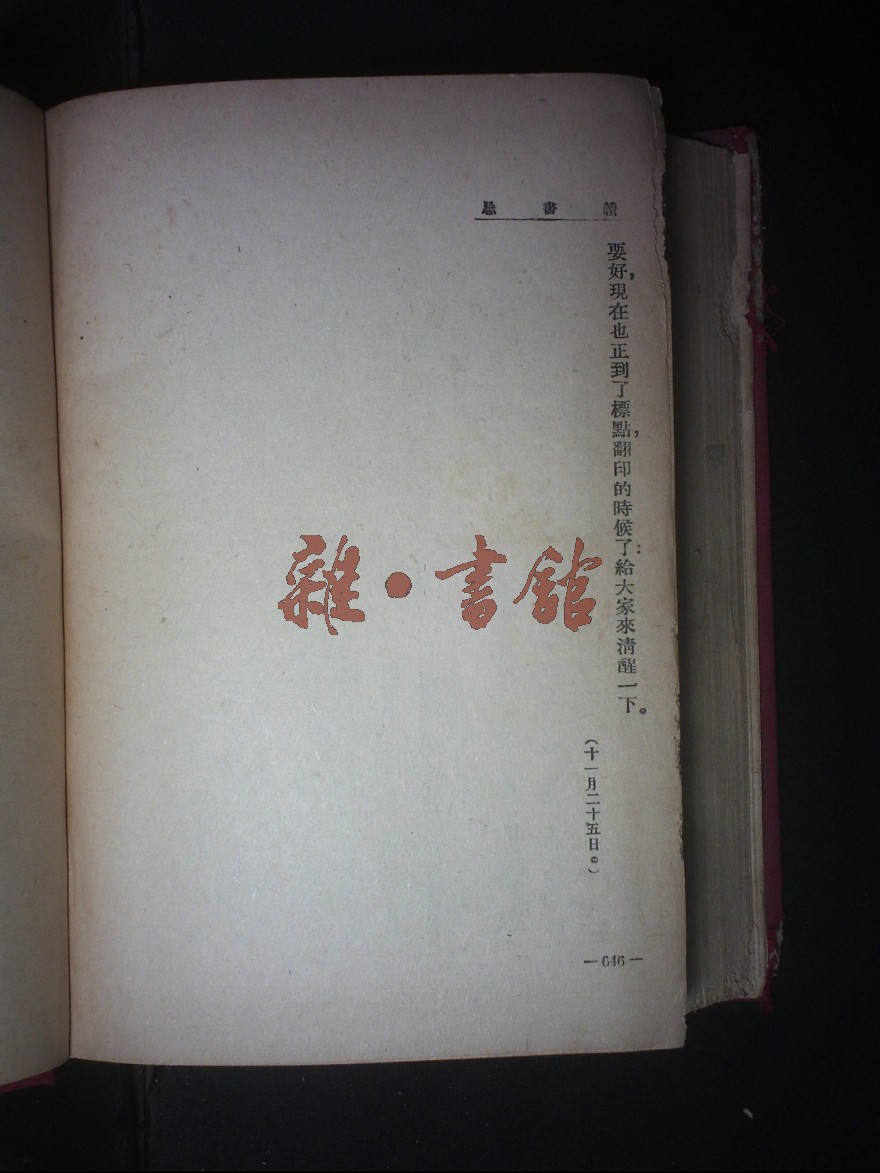 讀書忌
要好，現在也正到了標點，翻印的時候了：給大家來清醒一下。
（十一月二十五日。）
— 646 —
雜·書館